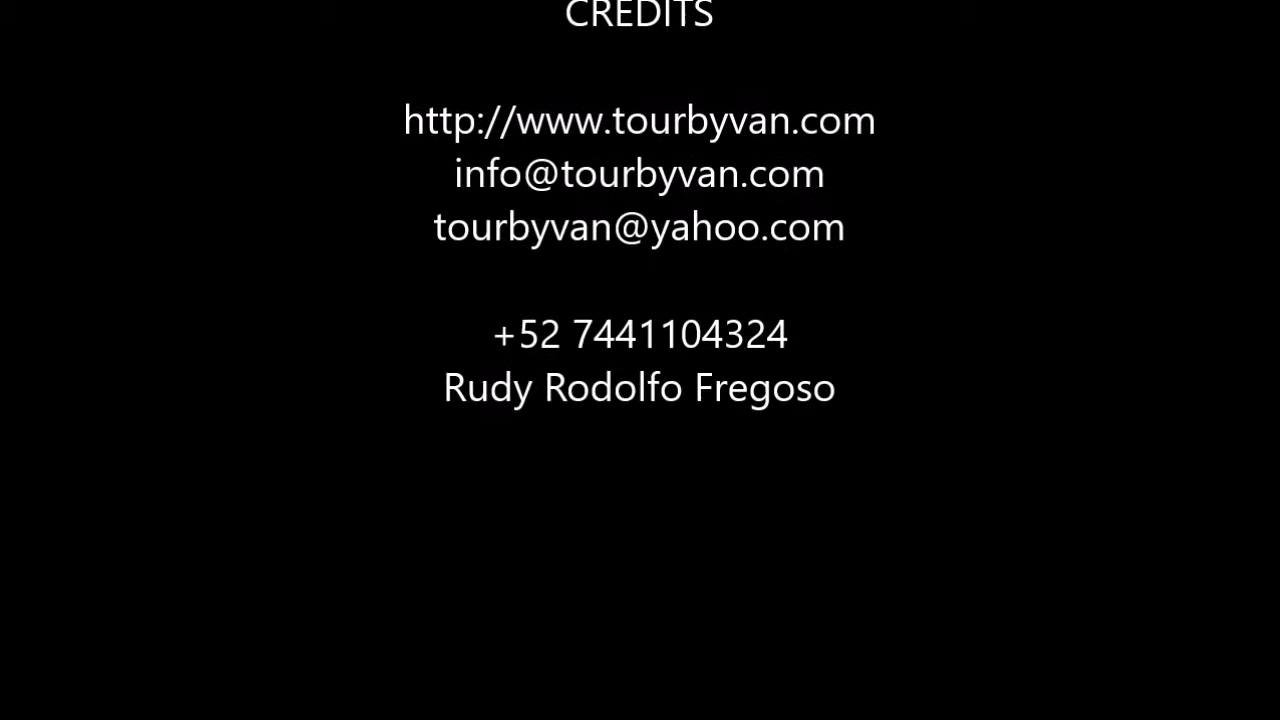 CREDITS
http://www.tourbyvan.com
info@tourbyvan.com
tourbyvan@yahoo.com
+52 7441104324
Rudy Rodolfo Fregoso